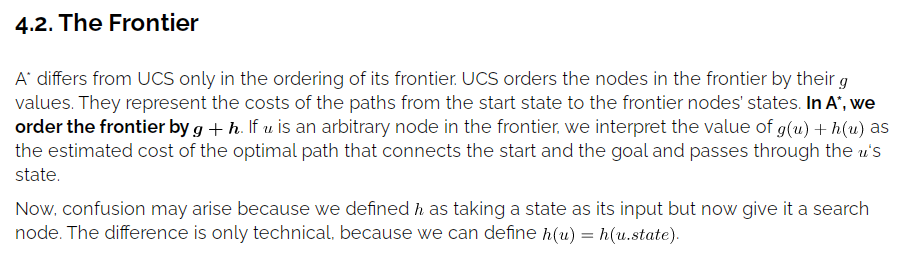 4.2. The Frontier
A* differs from UCS only in the ordering of its frontier. UCS orders the nodes in the frontier by their g
values. They represent the costs of the paths from the start state to the frontier nodes' states. In A*, we
order the frontier by g + h. If u is an arbitrary node in the frontier, we interpret the value of g(u) + h(u) as
the estimated cost of the optimal path that connects the start and the goal and passes through the u's
state.
Now, confusion may arise because we defined h as taking a state as its input but now give it a search
node. The difference is only technical, because we can define h(u) = h(u.state).